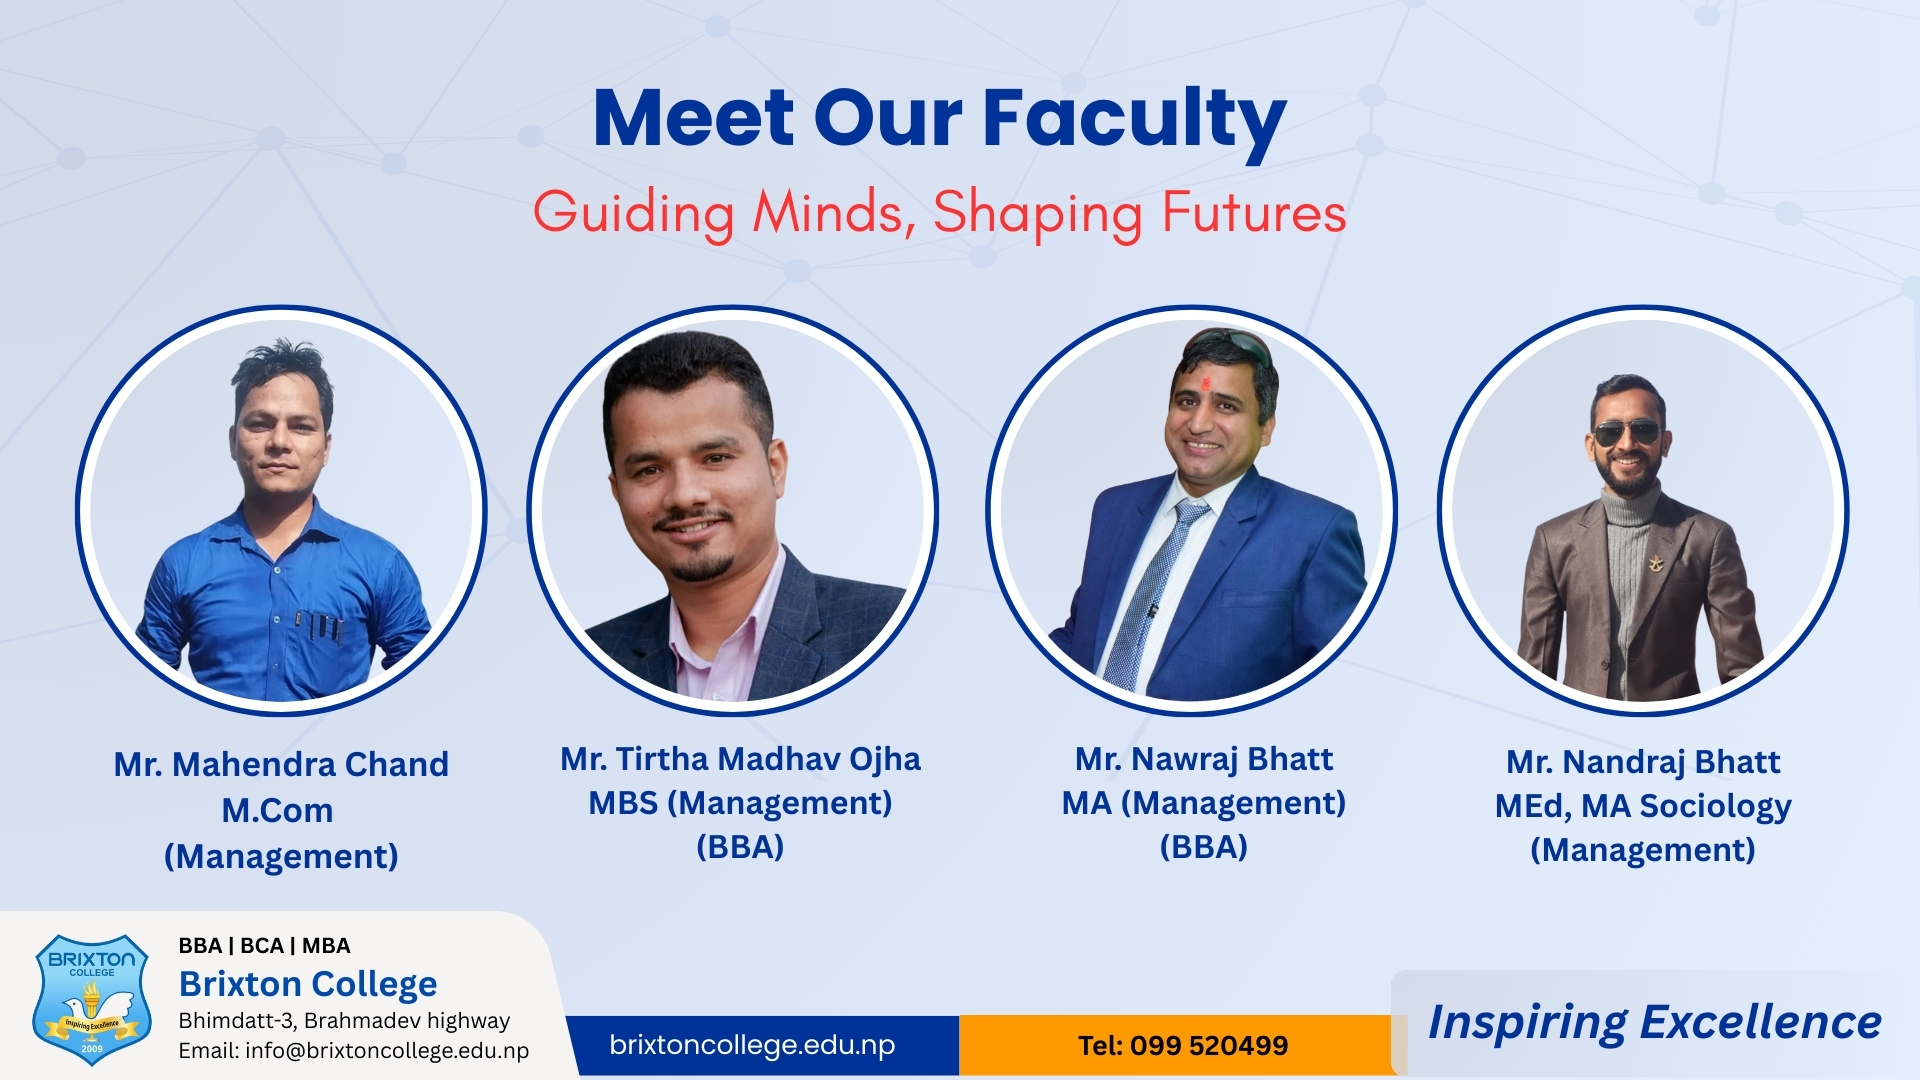 Meet Our Faculty
Guiding Minds, Shaping Futures
Mr. Mahendra Chand
M.Com
(Management)
Mr. Tirtha Madhav Ojha
MBS (Management)
(BBA)
Mr. Nawraj Bhatt
MA (Management)
(BBA)
Mr. Nandraj Bhatt
MEd, MA Sociology
(Management)
BRIXTON
COLLEGE
Inspiring Excellence
2009
BBA | BCA | MBA
Brixton College
Bhimdatt-3, Brahmadev highway
Email: info@brixtoncollege.edu.np
brixtoncollege.edu.np
Tel: 099 520499
Inspiring Excellence